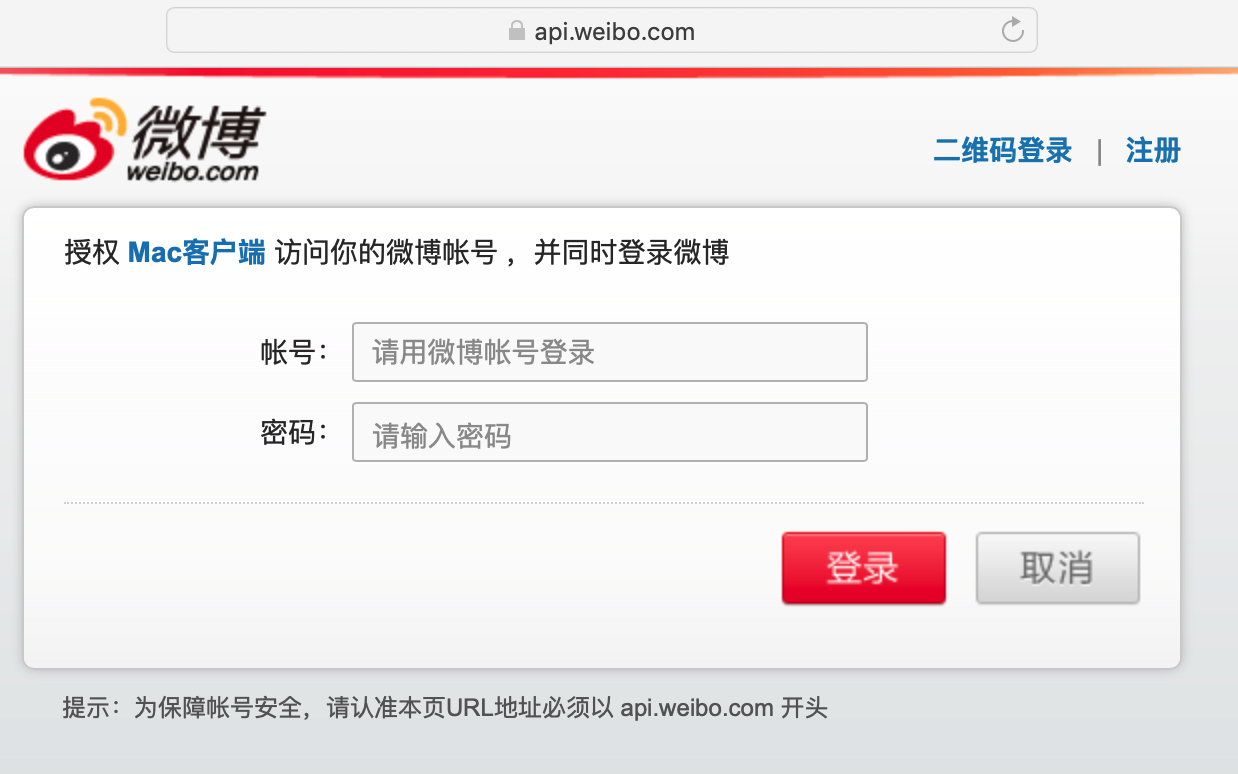 api.weibo.com
微博
weibo.com
二维码登录 | 注册
授权 Mac客户端 访问你的微博帐号 ，并同时登录微博
帐号： 请用微博帐号登录
密码： 请输入密码
登录 取消
提示：为保障帐号安全，请认准本页URL地址必须以 api.weibo.com 开头